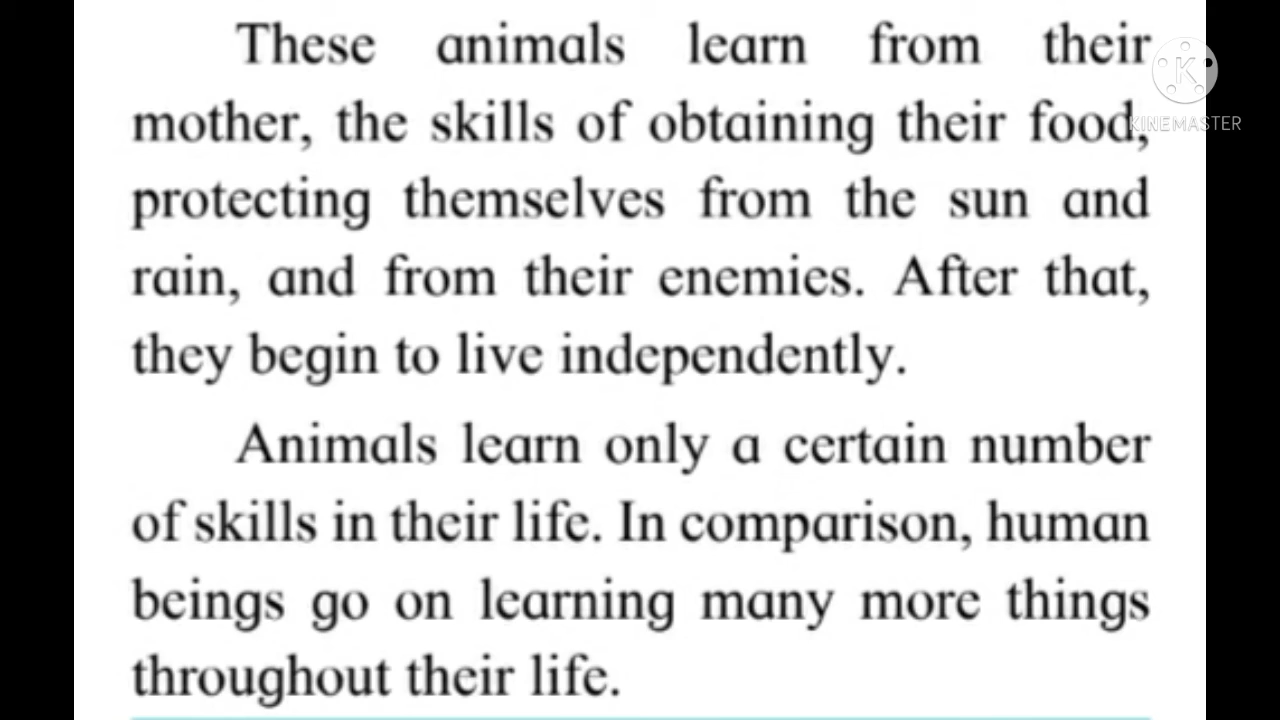 These animals learn from their
mother, the skills of obtaining their food,
protecting themselves from the sun and
rain, and from their enemies. After that,
they begin to live independently.
Animals learn only a certain number
of skills in their life. In comparison, human
beings go on learning many more things
throughout their life.
K
KINEMASTER